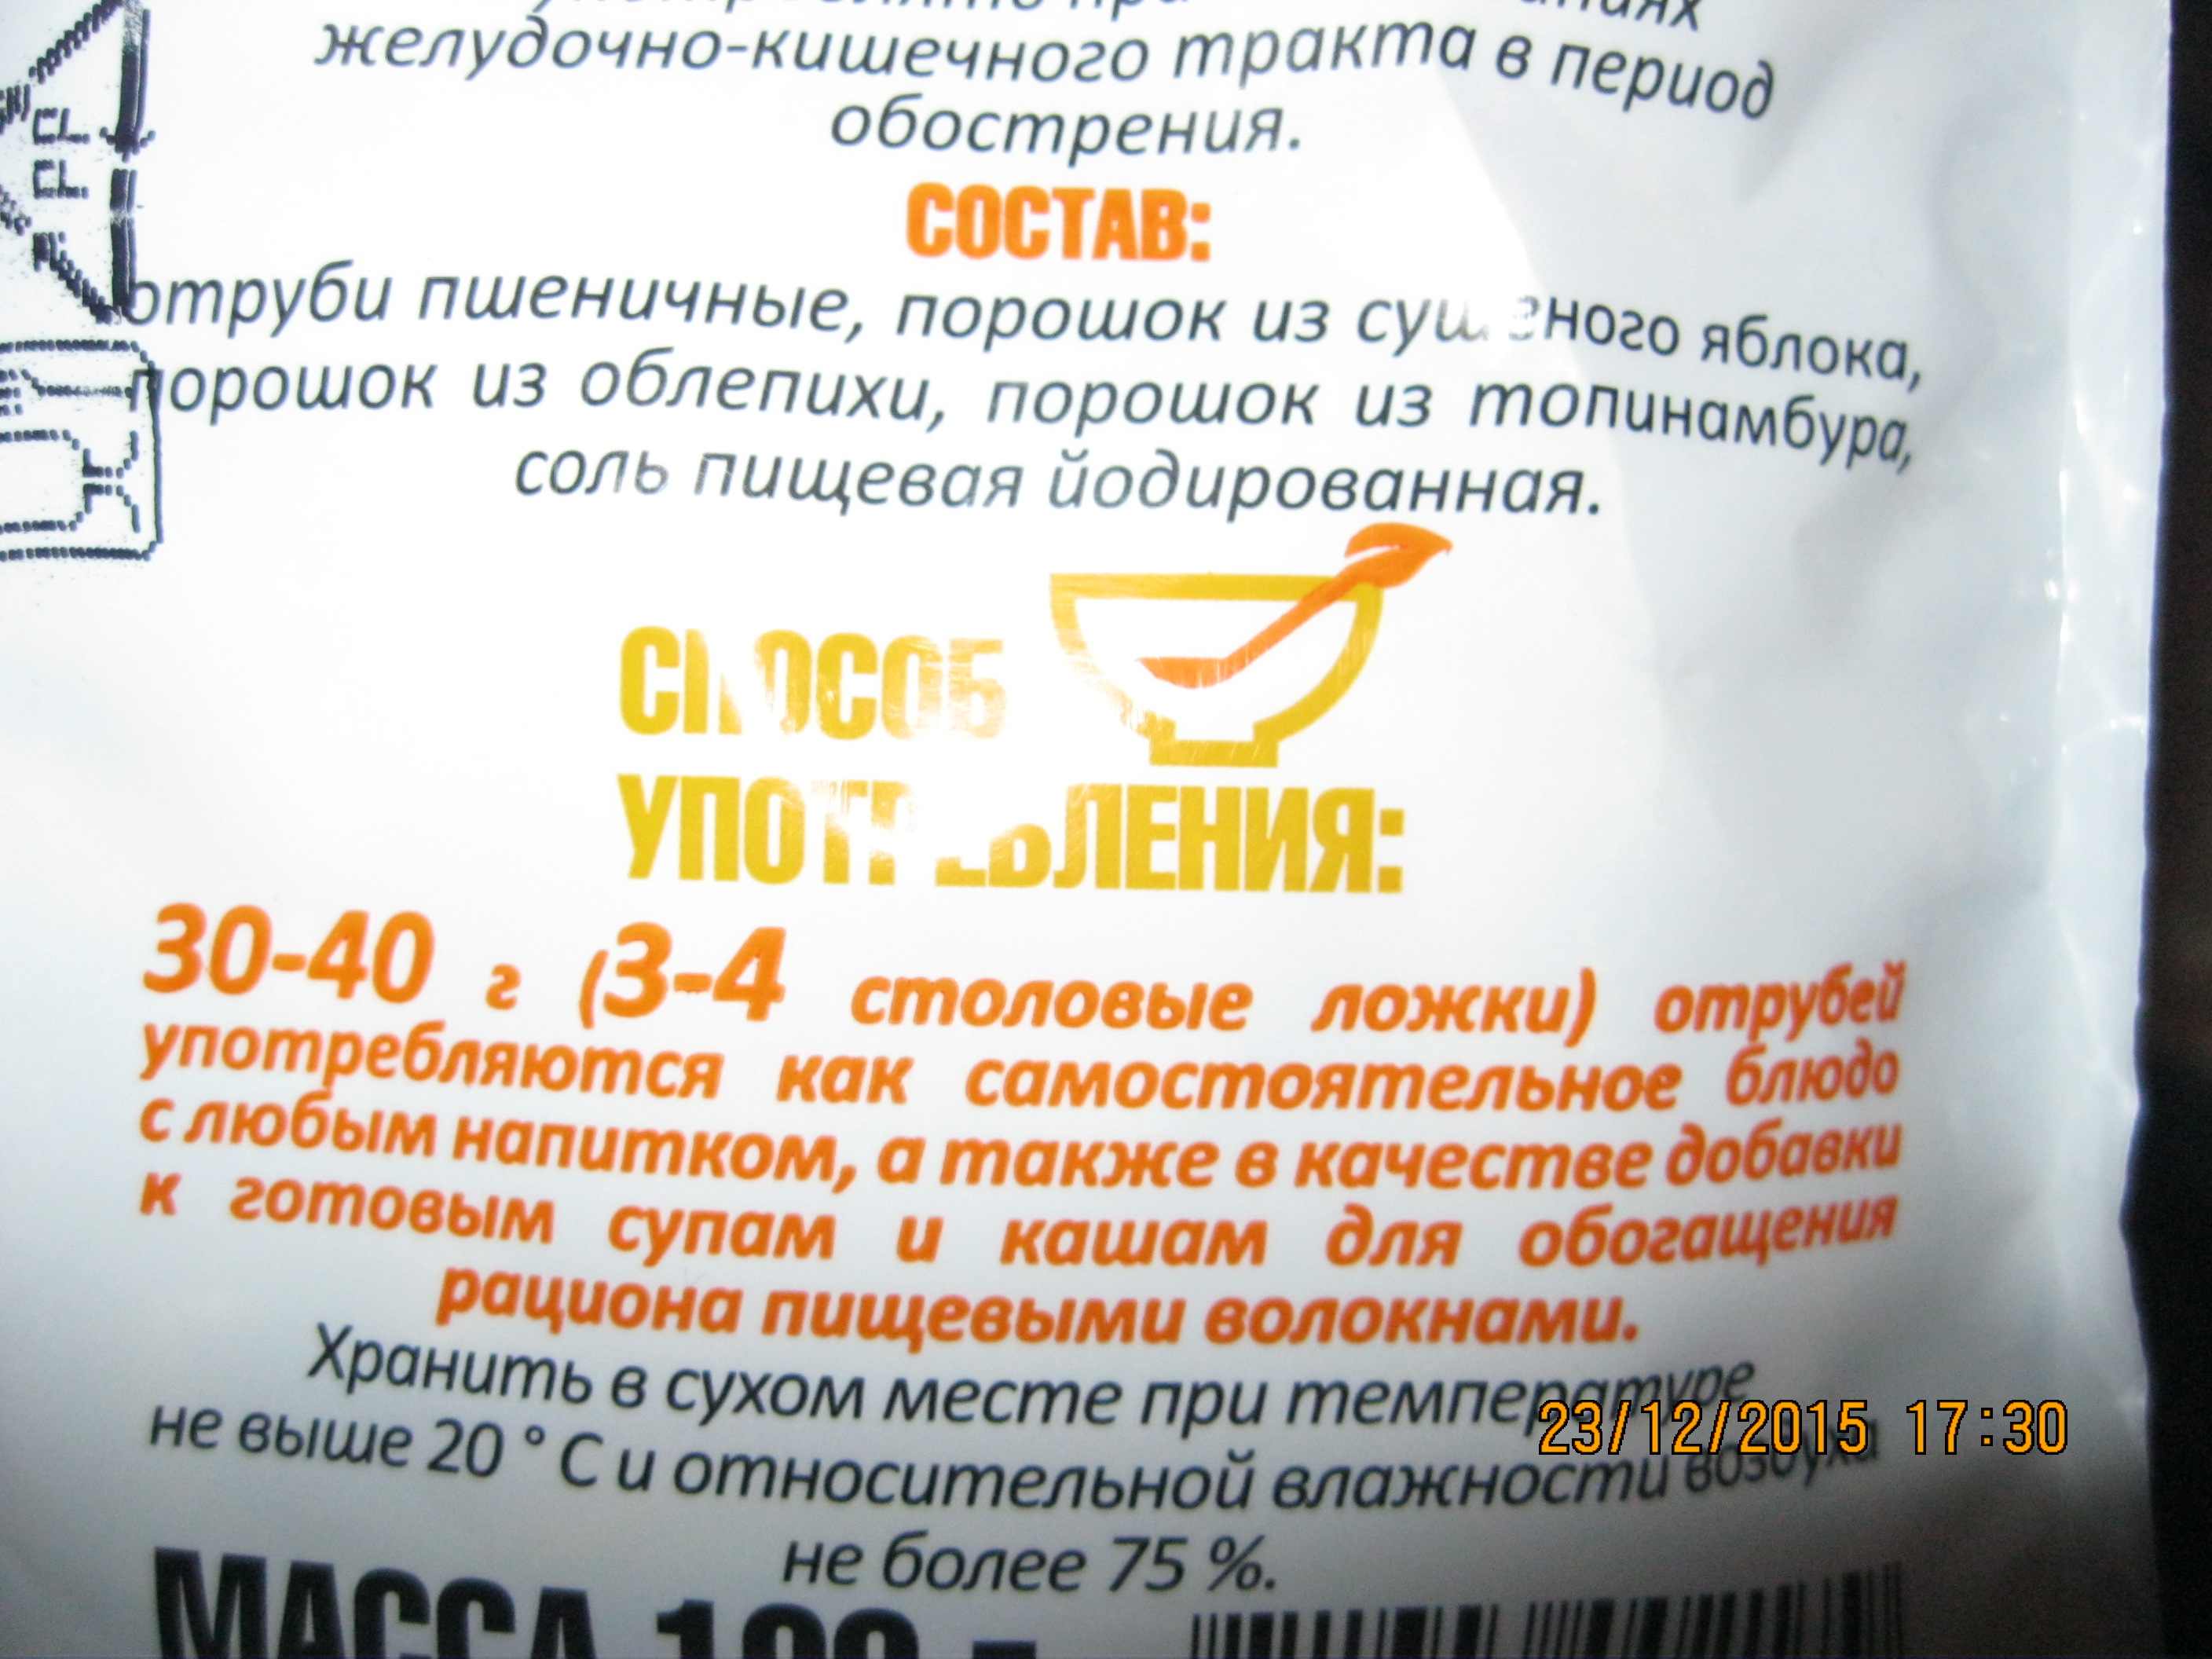 желудочно-кишечного тракта в период
обострения.
СОСТАВ:
отруби пшеничные, порошок из сушеного яблока,
порошок из облепихи, порошок из топинамбура,
соль пищевая йодированная.
СПОСОБ
УПОТРЕБЛЕНИЯ:
30-40 г (3-4 столовые ложки) отрубей
употребляются как самостоятельное блюдо
с любым напитком, а также в качестве добавки
к готовым супам и кашам для обогащения
рациона пищевыми волокнами.
Хранить в сухом месте при температуре
23/12/2015 17:30
не выше 20 ° C и относительной влажности воздуха
не более 75 %.
МАССА